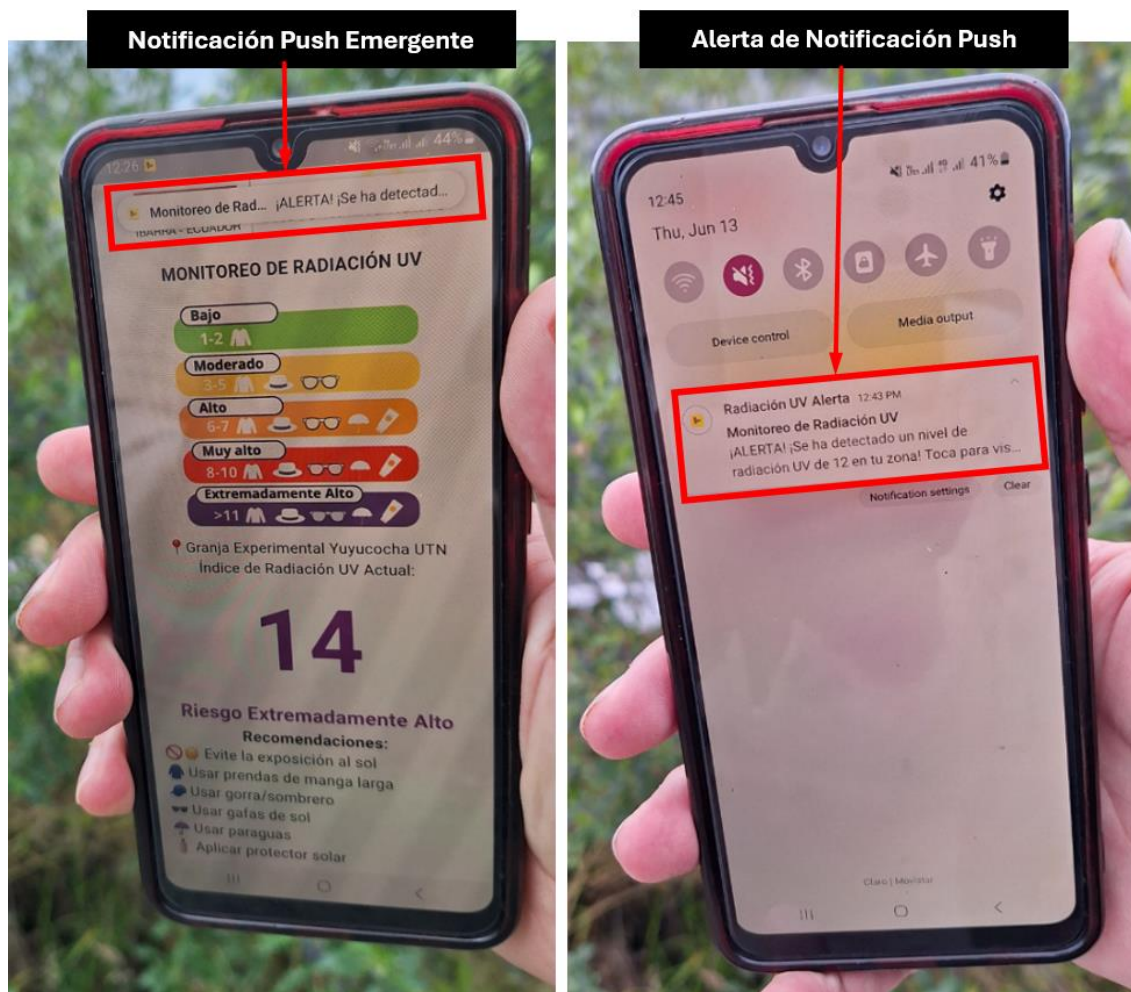 Notificación Push Emergente
12:26
44%
Monitoreo de Rad... ¡ALERTA! ¡Se ha detectad...
IBARRA - ECUADOR
MONITOREO DE RADIACIÓN UV
Bajo
1-2
Moderado
3-5
Alto
6-7
Muy alto
8-10
Extremadamente Alto
>11
Granja Experimental Yuyucocha UTN
Índice de Radiación UV Actual:
14
Riesgo Extremadamente Alto
Recomendaciones:
Evite la exposición al sol
Usar prendas de manga larga
Usar gorra/sombrero
Usar gafas de sol
Usar paraguas
Aplicar protector solar
Alerta de Notificación Push
41%
12:45
Thu, Jun 13
Device control
Media output
Radiación UV Alerta 12:43 PM
Monitoreo de Radiación UV
¡ALERTA! ¡Se ha detectado un nivel de
radiación UV de 12 en tu zona! Toca para vis...
Notification settings
Clear
Claro | Movistar